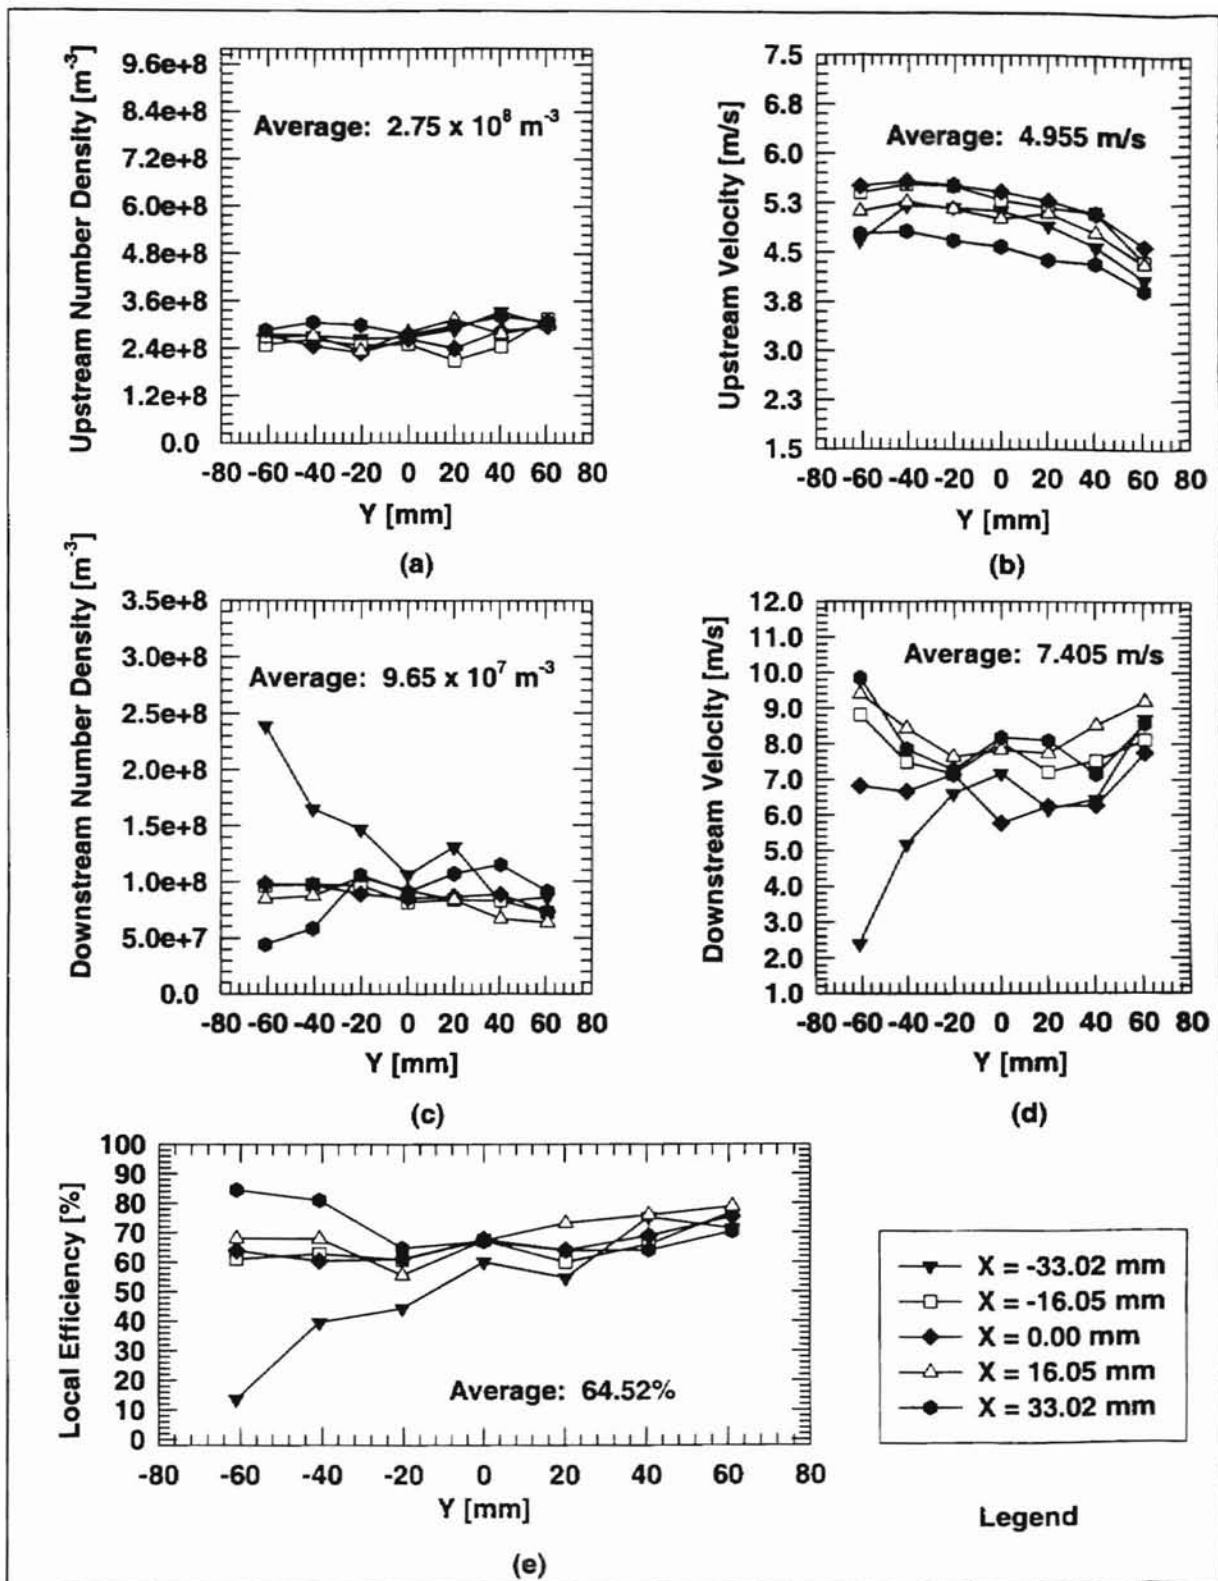 Upstream Number Density [m-3]
9.6e+8
8.4e+8
7.2e+8
6.0e+8
4.8e+8
3.6e+8
2.4e+8
1.2e+8
0.0
Average: 2.75 x 10^8 m-3
-80 -60 -40 -20 0 20 40 60 80
Y [mm]
(a)
Upstream Velocity [m/s]
7.5
6.8
6.0
5.3
4.5
3.8
3.0
2.3
1.5
Average: 4.955 m/s
-80 -60 -40 -20 0 20 40 60 80
Y [mm]
(b)
Downstream Number Density [m-3]
3.5e+8
3.0e+8
2.5e+8
2.0e+8
1.5e+8
1.0e+8
5.0e+7
0.0
Average: 9.65 x 10^7 m-3
-80 -60 -40 -20 0 20 40 60 80
Y [mm]
(c)
Downstream Velocity [m/s]
12.0
11.0
10.0
9.0
8.0
7.0
6.0
5.0
4.0
3.0
2.0
1.0
Average: 7.405 m/s
-80 -60 -40 -20 0 20 40 60 80
Y [mm]
(d)
Local Efficiency [%]
100
90
80
70
60
50
40
30
20
10
0
Average: 64.52%
-80 -60 -40 -20 0 20 40 60 80
Y [mm]
(e)
X = -33.02 mm
X = -16.05 mm
X = 0.00 mm
X = 16.05 mm
X = 33.02 mm
Legend